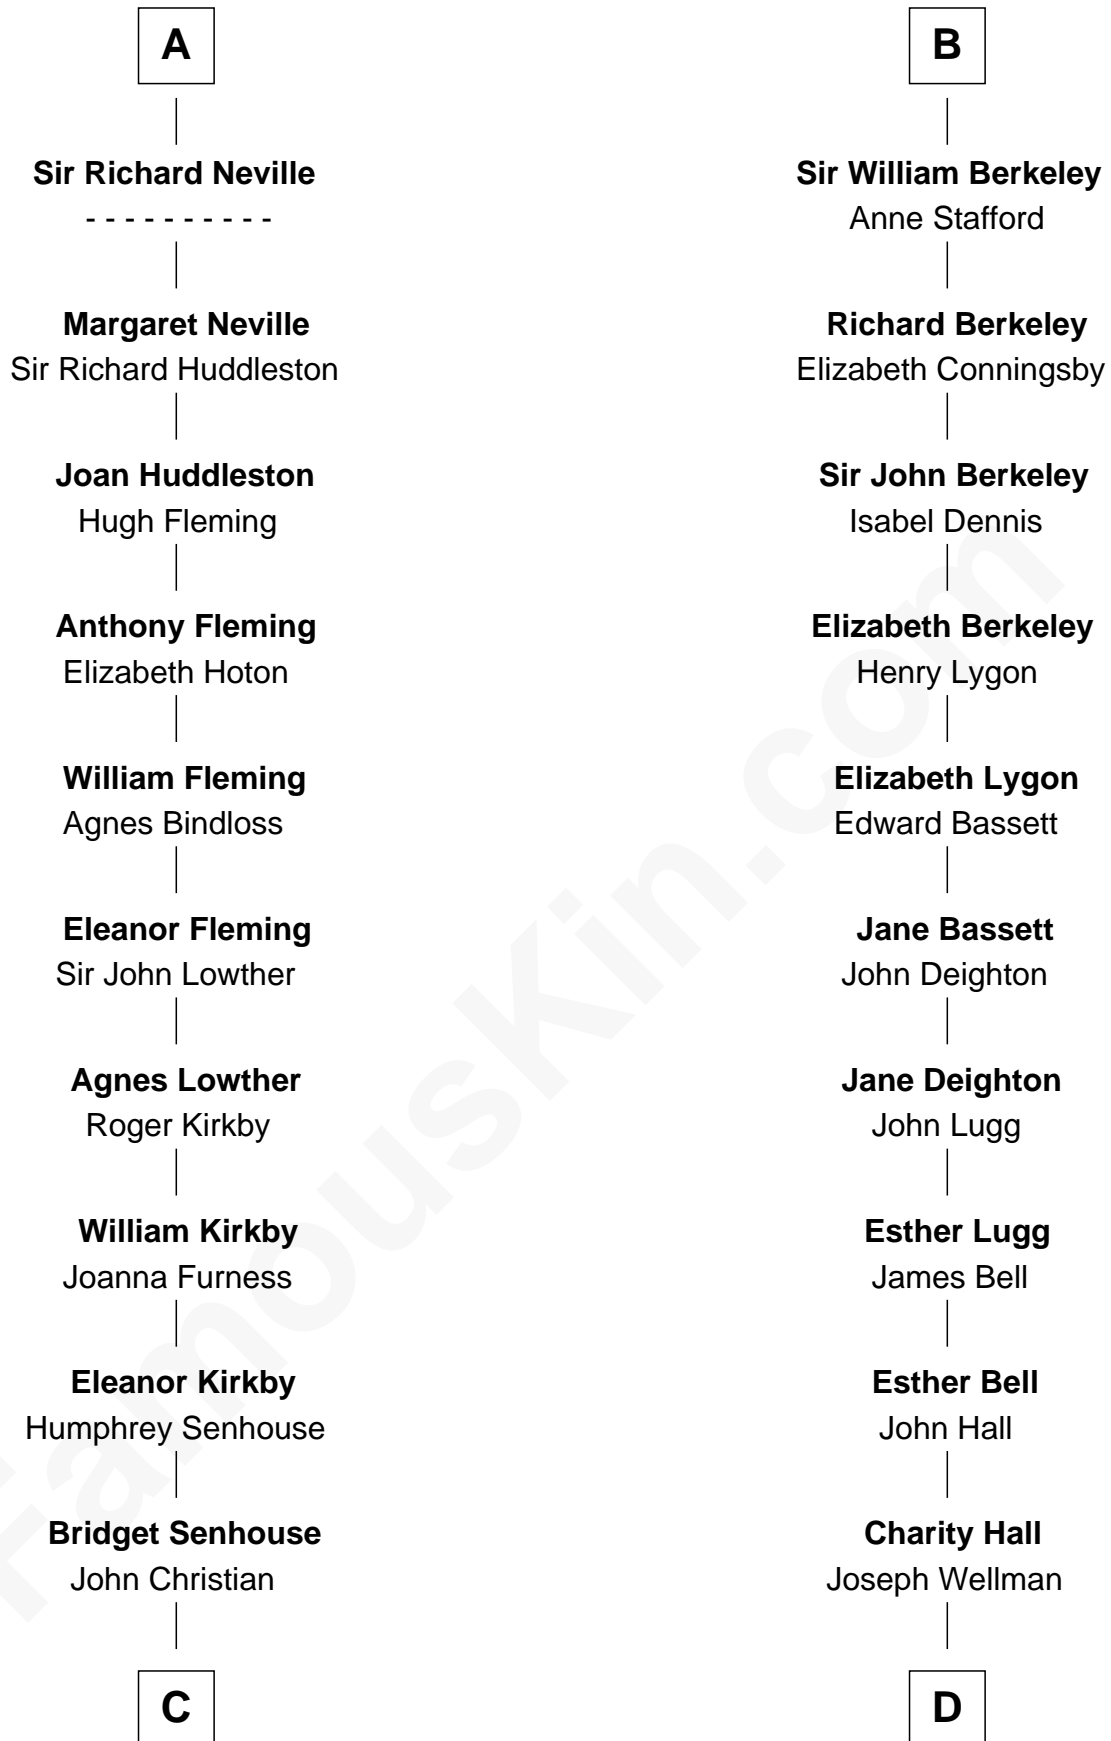 A
Sir Richard Neville
- - - - - - - - - -
Margaret Neville
Sir Richard Huddleston
Joan Huddleston
Hugh Fleming
Anthony Fleming
Elizabeth Hoton
William Fleming
Agnes Bindloss
Eleanor Fleming
Sir John Lowther
Agnes Lowther
Roger Kirkby
William Kirkby
Joanna Furness
Eleanor Kirkby
Humphrey Senhouse
Bridget Senhouse
John Christian
C
B
Sir William Berkeley
Anne Stafford
Richard Berkeley
Elizabeth Conningsby
Sir John Berkeley
Isabel Dennis
Elizabeth Berkeley
Henry Lygon
Elizabeth Lygon
Edward Bassett
Jane Bassett
John Deighton
Jane Deighton
John Lugg
Esther Lugg
James Bell
Esther Bell
John Hall
Charity Hall
Joseph Wellman
D
FamousKin.com